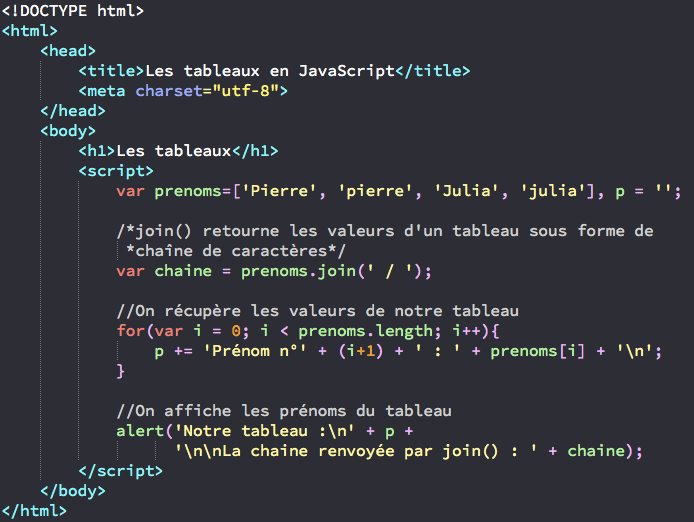 <!DOCTYPE html>
<html>
    <head>
        <title>Les tableaux en JavaScript</title>
        <meta charset="utf-8">
    </head>
    <body>
        <h1>Les tableaux</h1>
        <script>
            var prenoms=['Pierre', 'pierre', 'Julia', 'julia'], p = '';

            /*join() retourne les valeurs d'un tableau sous forme de
             *chaîne de caractères*/
            var chaine = prenoms.join(' / ');

            //On récupère les valeurs de notre tableau
            for(var i = 0; i < prenoms.length; i++){
                p += 'Prénom n°' + (i+1) + ' : ' + prenoms[i] + '\n';
            }

            //On affiche les prénoms du tableau
            alert('Notre tableau :\n' + p +
                  '\n\nLa chaine renvoyée par join() : ' + chaine);
        </script>
    </body>
</html>